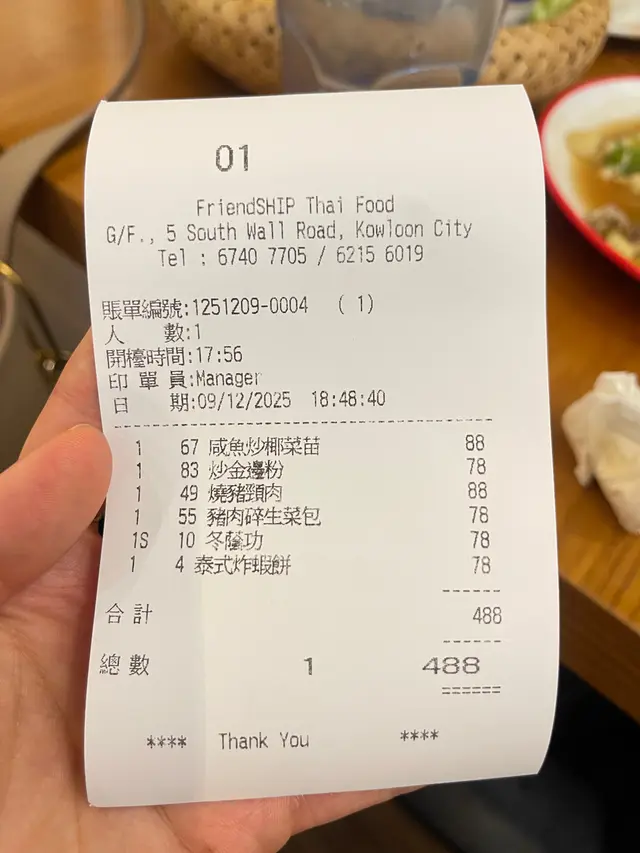 01
FriendSHIP Thai Food
G/F., 5 South Wall Road, Kowloon City
Tel : 6740 7705 / 6215 6019
賬單編號:1251209-0004 ( 1)
人 數:1
開檯時間:17:56
印 單 員:Manager
日 期:09/12/2025 18:48:40
1 67 咸魚炒椰菜苗 88
1 83 炒金邊粉 78
1 49 燒豬頸肉 88
1 55 豬肉碎生菜包 78
1S 10 冬蔭功 78
1 4 泰式炸蝦餅 78
合 計 488
總 數 1 488
**** Thank You ****